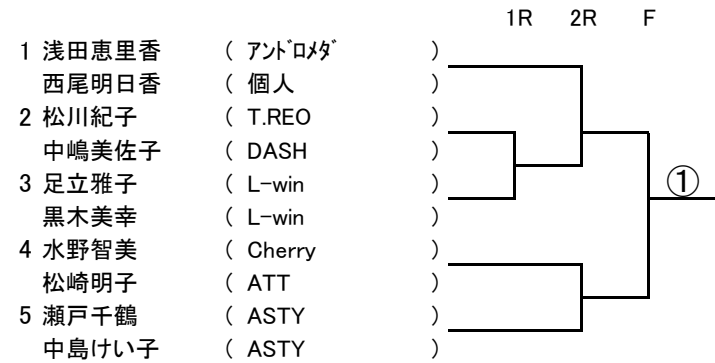 1R 2R F
1 浅田恵里香 ( ｱﾝﾄﾞﾛﾒﾀﾞ )
西尾明日香 ( 個人 )
2 松川紀子 ( T.REO )
中嶋美佐子 ( DASH )
3 足立雅子 ( L-win )
①
黒木美幸 ( L-win )
4 水野智美 ( Cherry )
松崎明子 ( ATT )
5 瀬戸千鶴 ( ASTY )
中島けい子 ( ASTY )